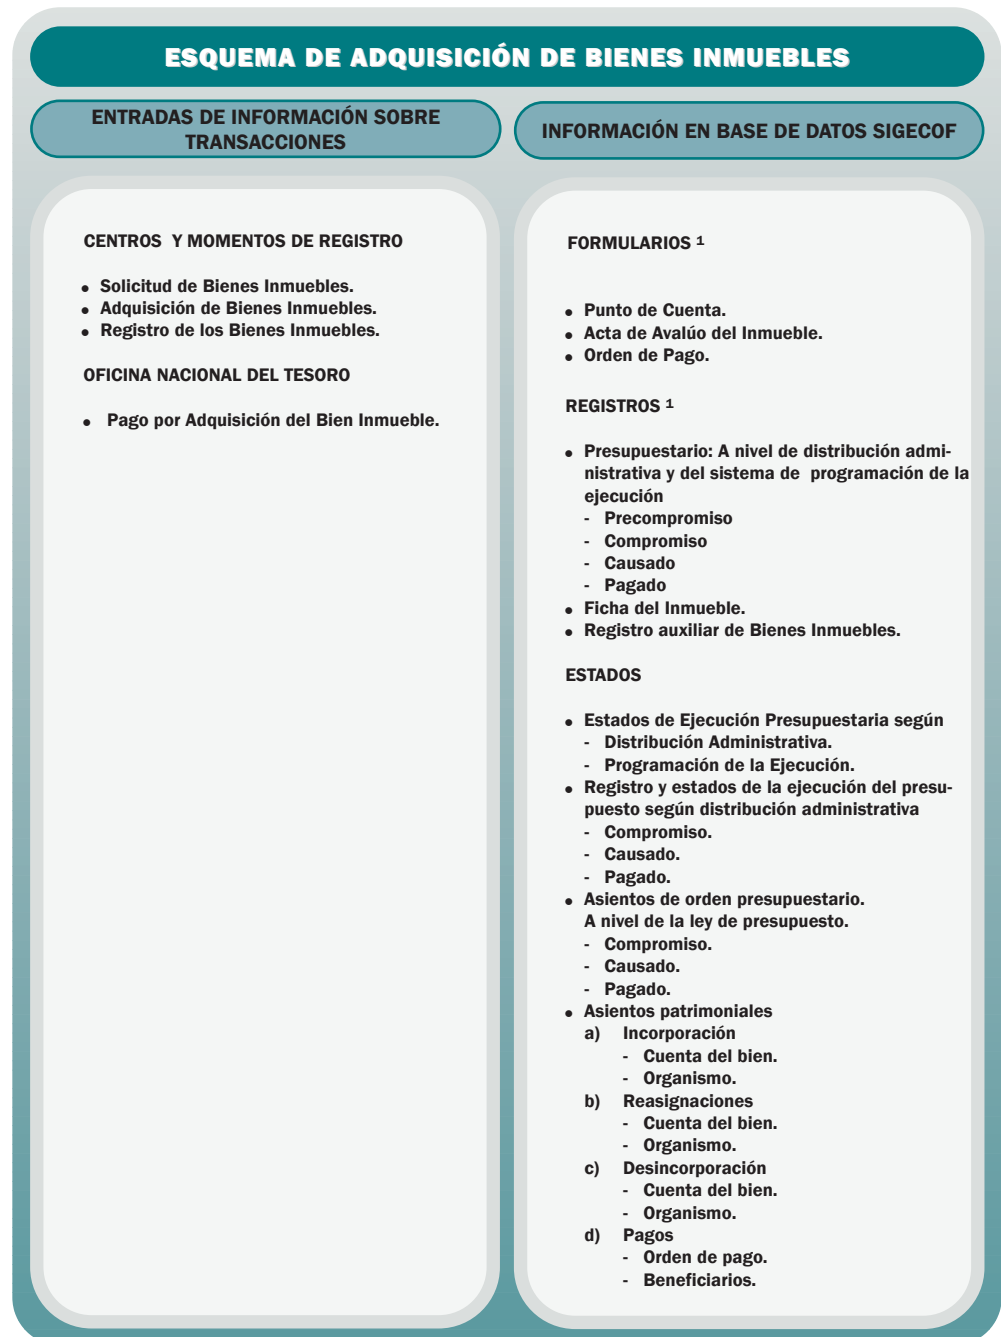 ESQUEMA DE ADQUISICIÓN DE BIENES INMUEBLES
ENTRADAS DE INFORMACIÓN SOBRE
TRANSACCIONES
CENTROS Y MOMENTOS DE REGISTRO
• Solicitud de Bienes Inmuebles.
• Adquisición de Bienes Inmuebles.
• Registro de los Bienes Inmuebles.
OFICINA NACIONAL DEL TESORO
• Pago por Adquisición del Bien Inmueble.
INFORMACIÓN EN BASE DE DATOS SIGECOF
FORMULARIOS ¹
• Punto de Cuenta.
• Acta de Avalúo del Inmueble.
• Orden de Pago.
REGISTROS ¹
• Presupuestario: A nivel de distribución admi-
nistrativa y del sistema de programación de la
ejecución
- Precompromiso
- Compromiso
- Causado
- Pagado
• Ficha del Inmueble.
• Registro auxiliar de Bienes Inmuebles.
ESTADOS
• Estados de Ejecución Presupuestaria según
- Distribución Administrativa.
- Programación de la Ejecución.
• Registro y estados de la ejecución del presu-
puesto según distribución administrativa
- Compromiso.
- Causado.
- Pagado.
• Asientos de orden presupuestario.
A nivel de la ley de presupuesto.
- Compromiso.
- Causado.
- Pagado.
• Asientos patrimoniales
a) Incorporación
- Cuenta del bien.
- Organismo.
b) Reasignaciones
- Cuenta del bien.
- Organismo.
c) Desincorporación
- Cuenta del bien.
- Organismo.
d) Pagos
- Orden de pago.
- Beneficiarios.